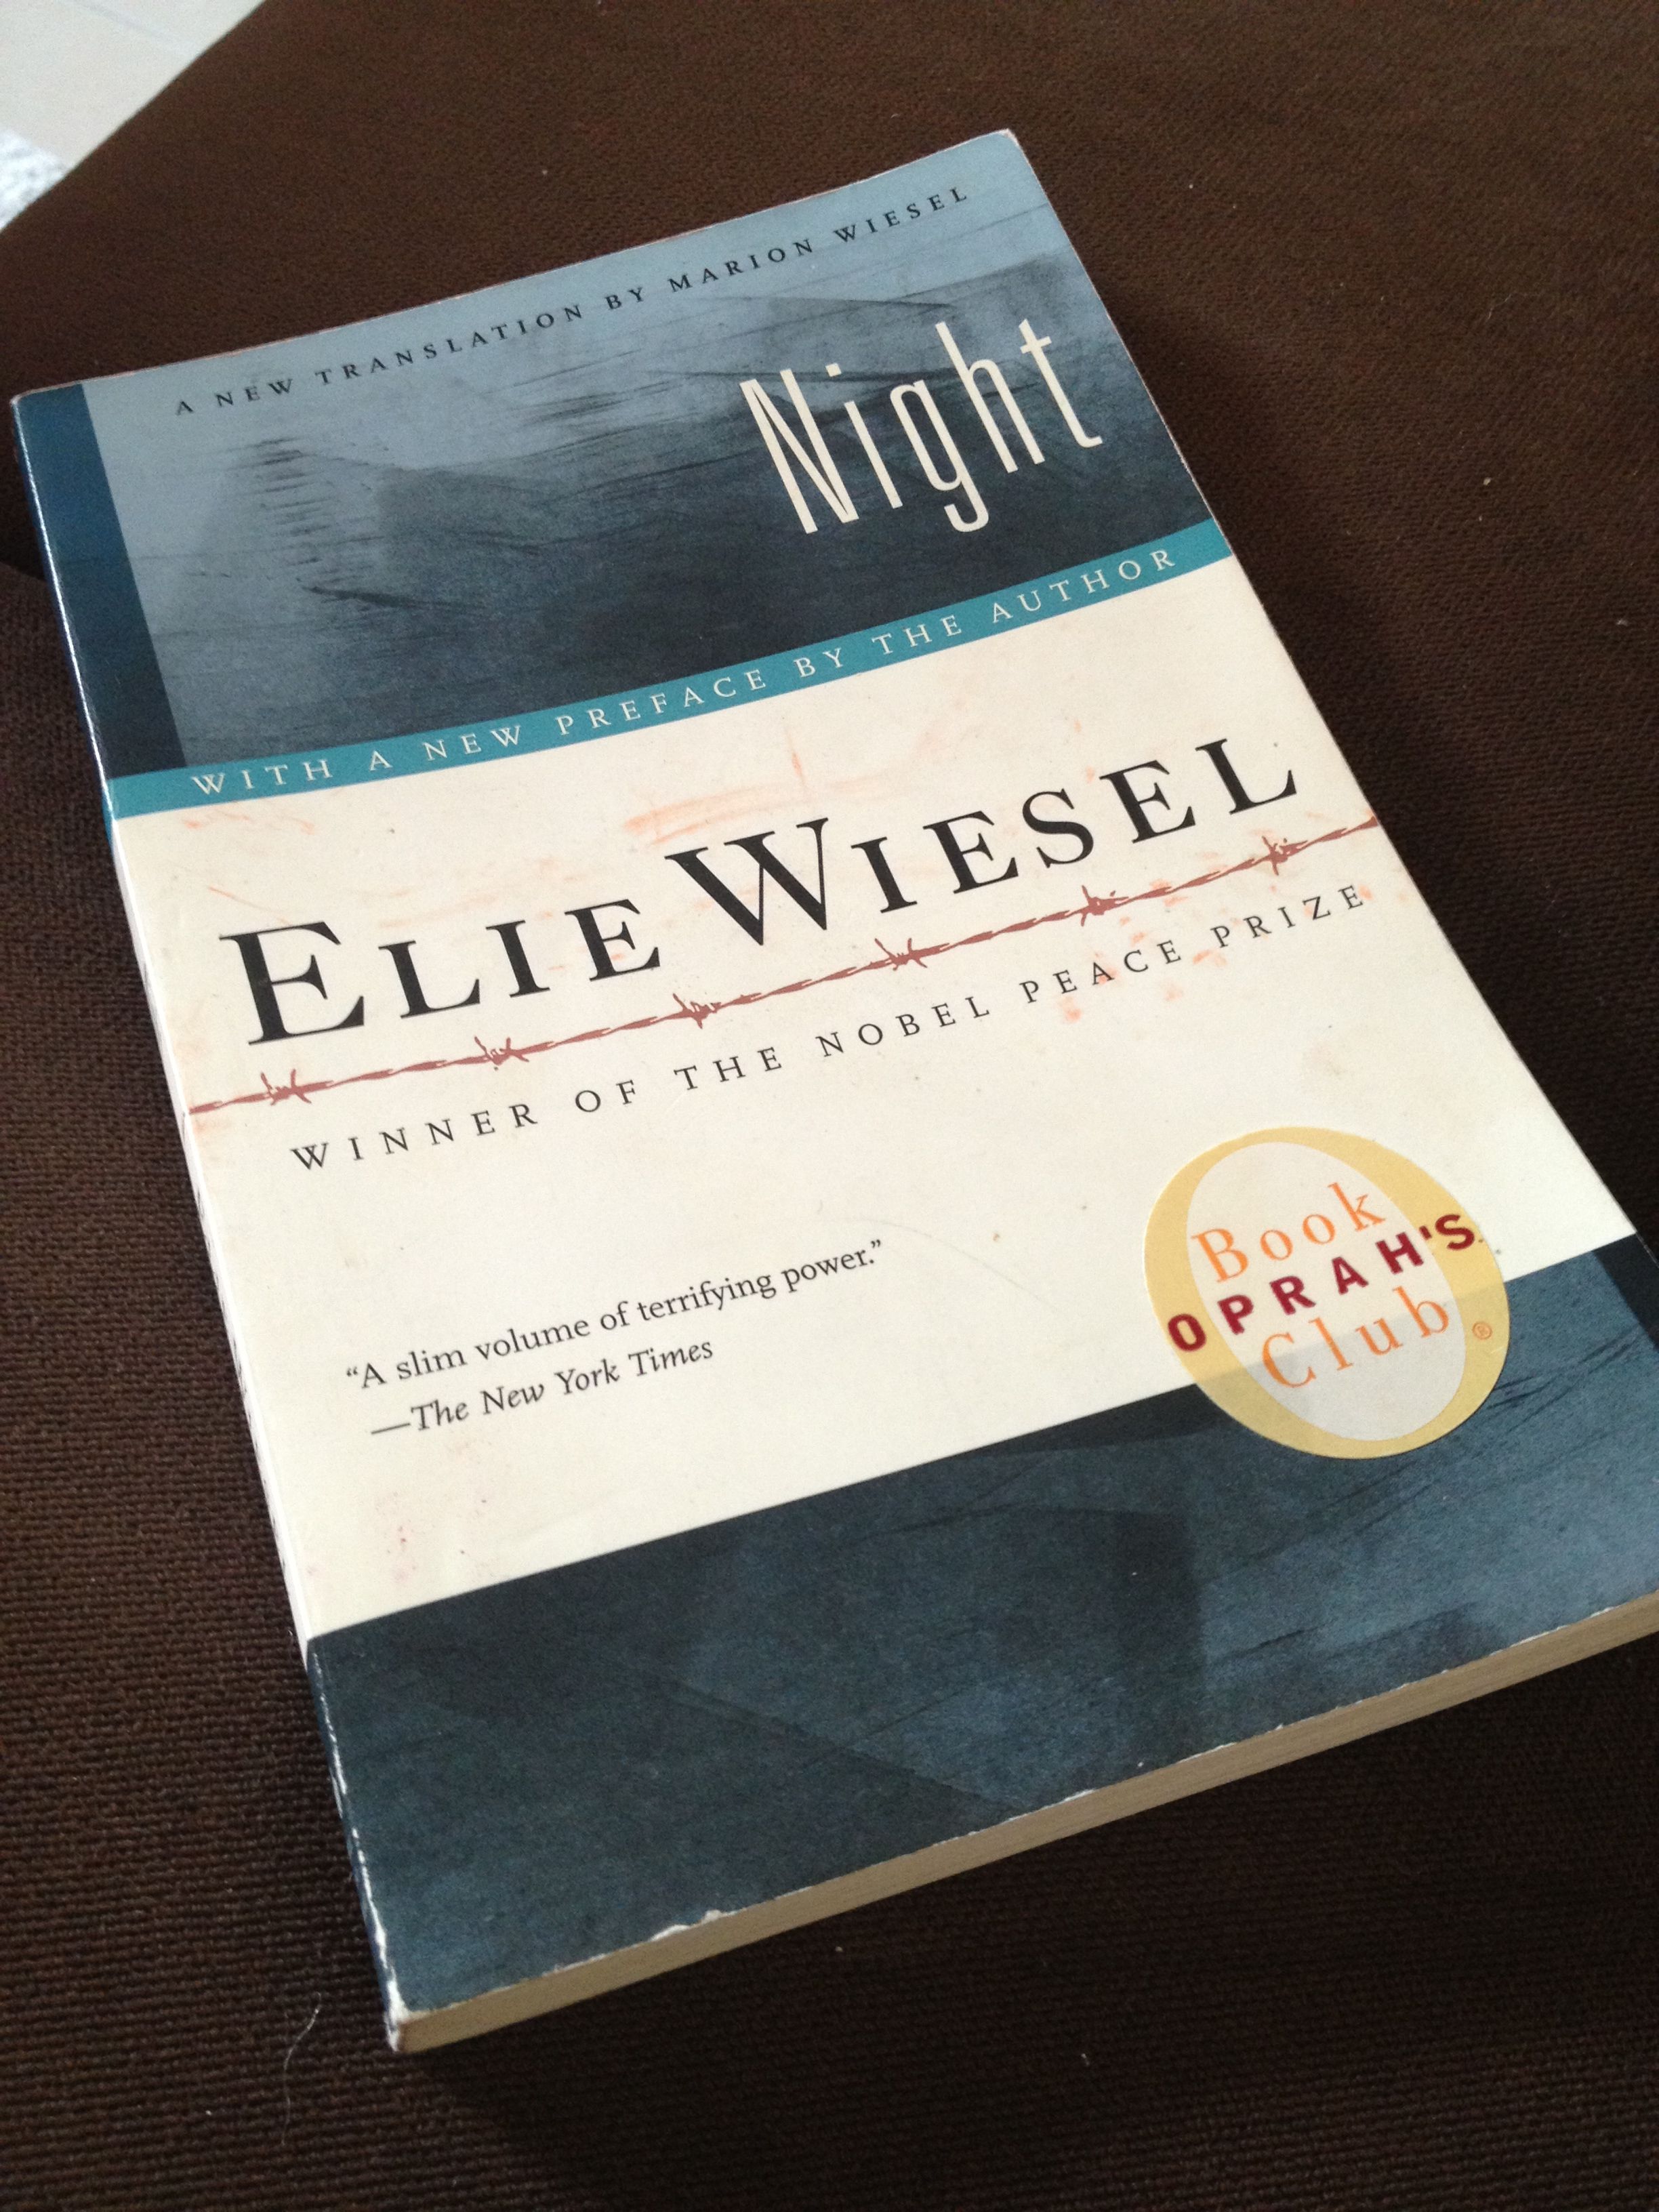 A NEW TRANSLATION BY MARION WIESEL
Night
WITH A NEW PREFACE BY THE AUTHOR
ELIE WIESEL
WINNER OF THE NOBEL PEACE PRIZE
“A slim volume of terrifying power.”
—The New York Times
Book
OPRAH'S
Club®